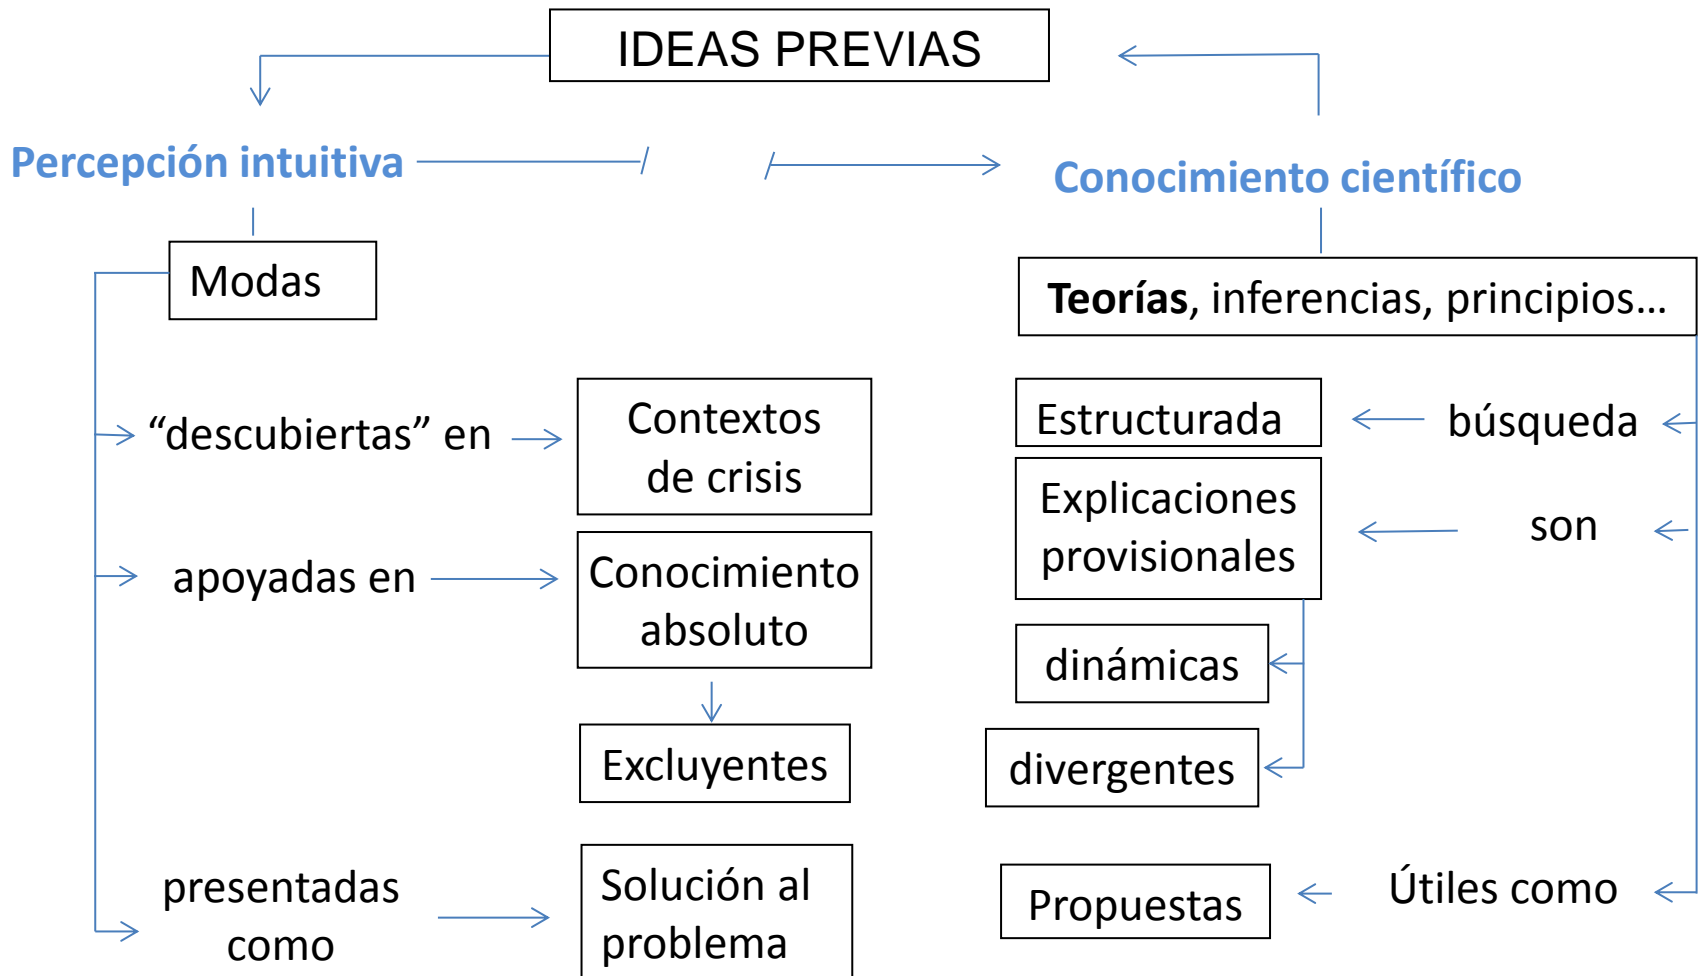 IDEAS PREVIAS
Percepción intuitiva
Conocimiento científico
Modas
Teorías, inferencias, principios…
“descubiertas” en
Contextos
de crisis
Estructurada
búsqueda
Explicaciones
provisionales
son
apoyadas en
Conocimiento
absoluto
dinámicas
Excluyentes
divergentes
presentadas
como
Solución al
problema
Propuestas
Útiles como